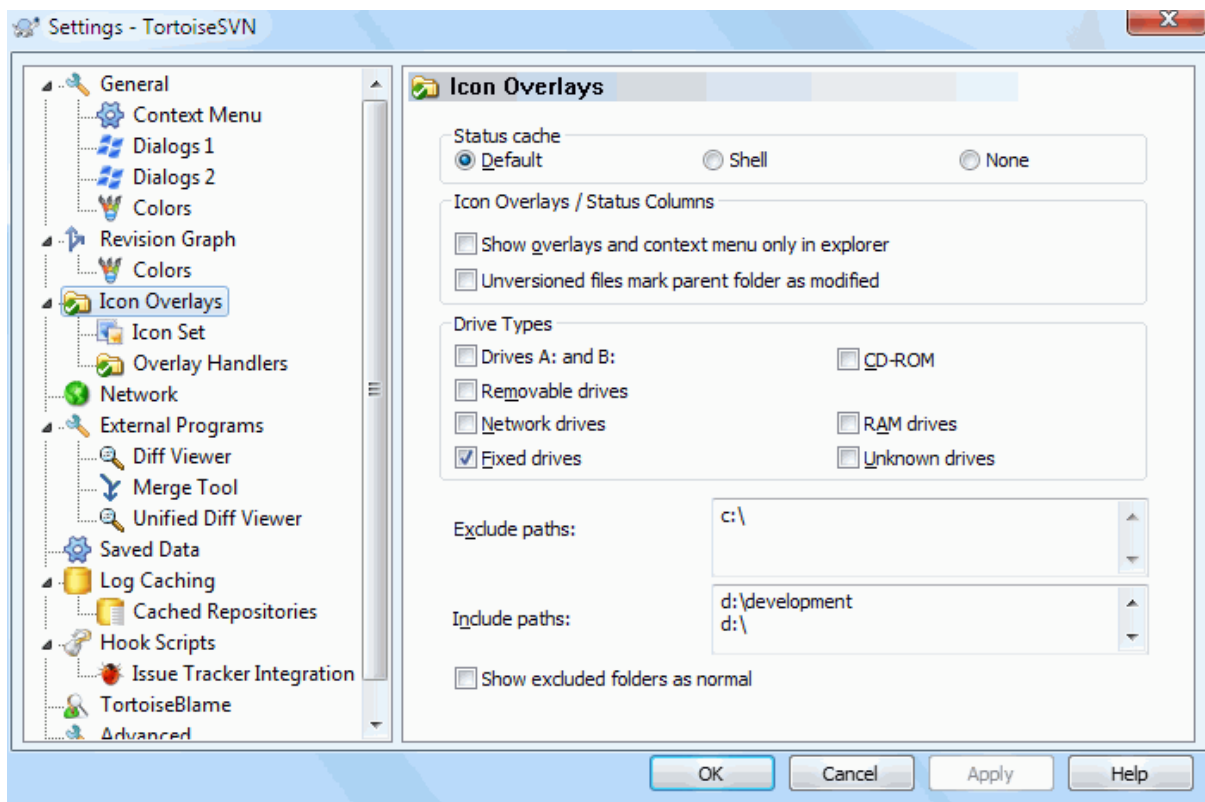 Settings - TortoiseSVN
General
Context Menu
Dialogs 1
Dialogs 2
Colors
Revision Graph
Colors
Icon Overlays
Icon Set
Overlay Handlers
Network
External Programs
Diff Viewer
Merge Tool
Unified Diff Viewer
Saved Data
Log Caching
Cached Repositories
Hook Scripts
Issue Tracker Integration
TortoiseBlame
Advanced
Icon Overlays
Status cache
Default Shell None
Icon Overlays / Status Columns
Show overlays and context menu only in explorer
Unversioned files mark parent folder as modified
Drive Types
Drives A: and B: CD-ROM
Removable drives
Network drives RAM drives
Fixed drives Unknown drives
Exclude paths: c:\
Include paths: d:\development
d:\
Show excluded folders as normal
OK Cancel Apply Help